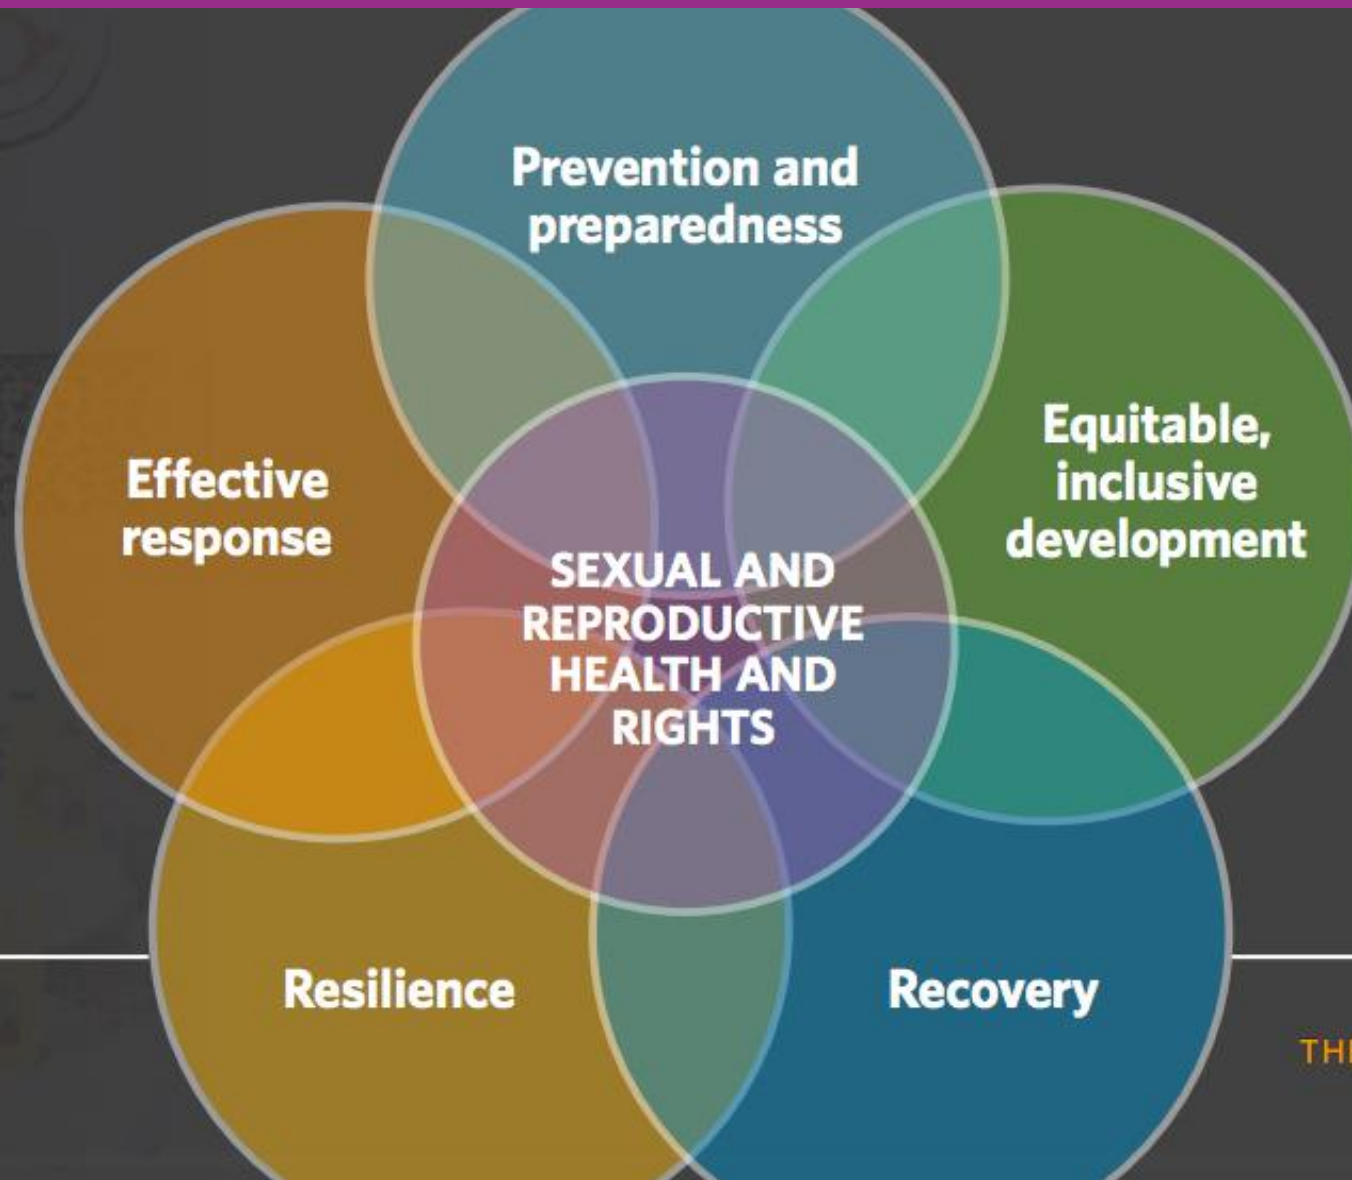 Prevention and
preparedness
Effective
response
Equitable,
inclusive
development
SEXUAL AND
REPRODUCTIVE
HEALTH AND
RIGHTS
Resilience
Recovery